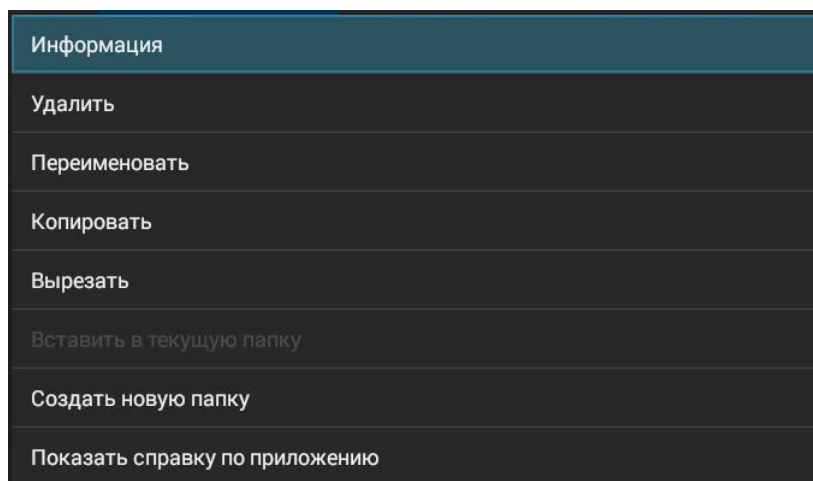 Информация
Удалить
Переименовать
Копировать
Вырезать
Вставить в текущую папку
Создать новую папку
Показать справку по приложению